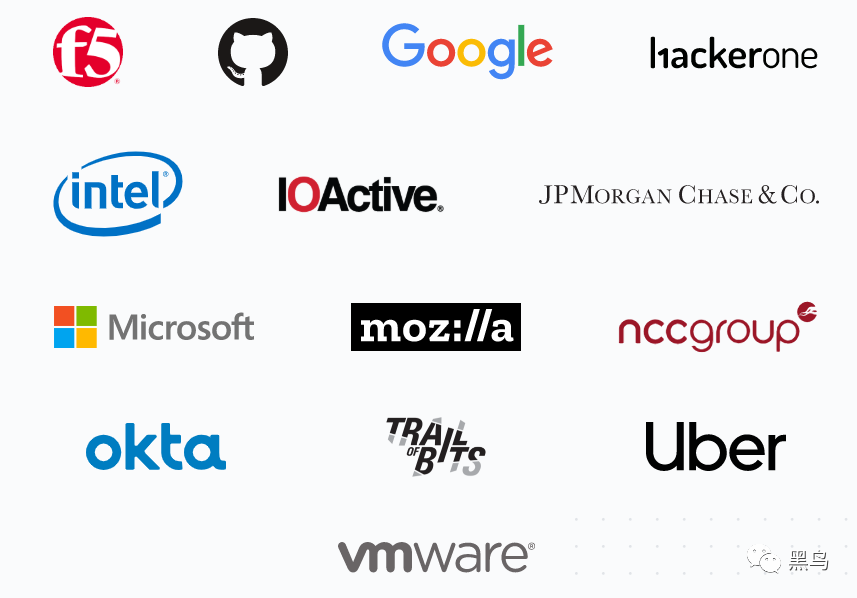 f5®
Google
hackerone
intel®
IOActive®
JPMORGAN CHASE & CO.
Microsoft
moz://a
nccgroup
okta
TRAIL
OF
BITS
Uber
vmware®
黑鸟